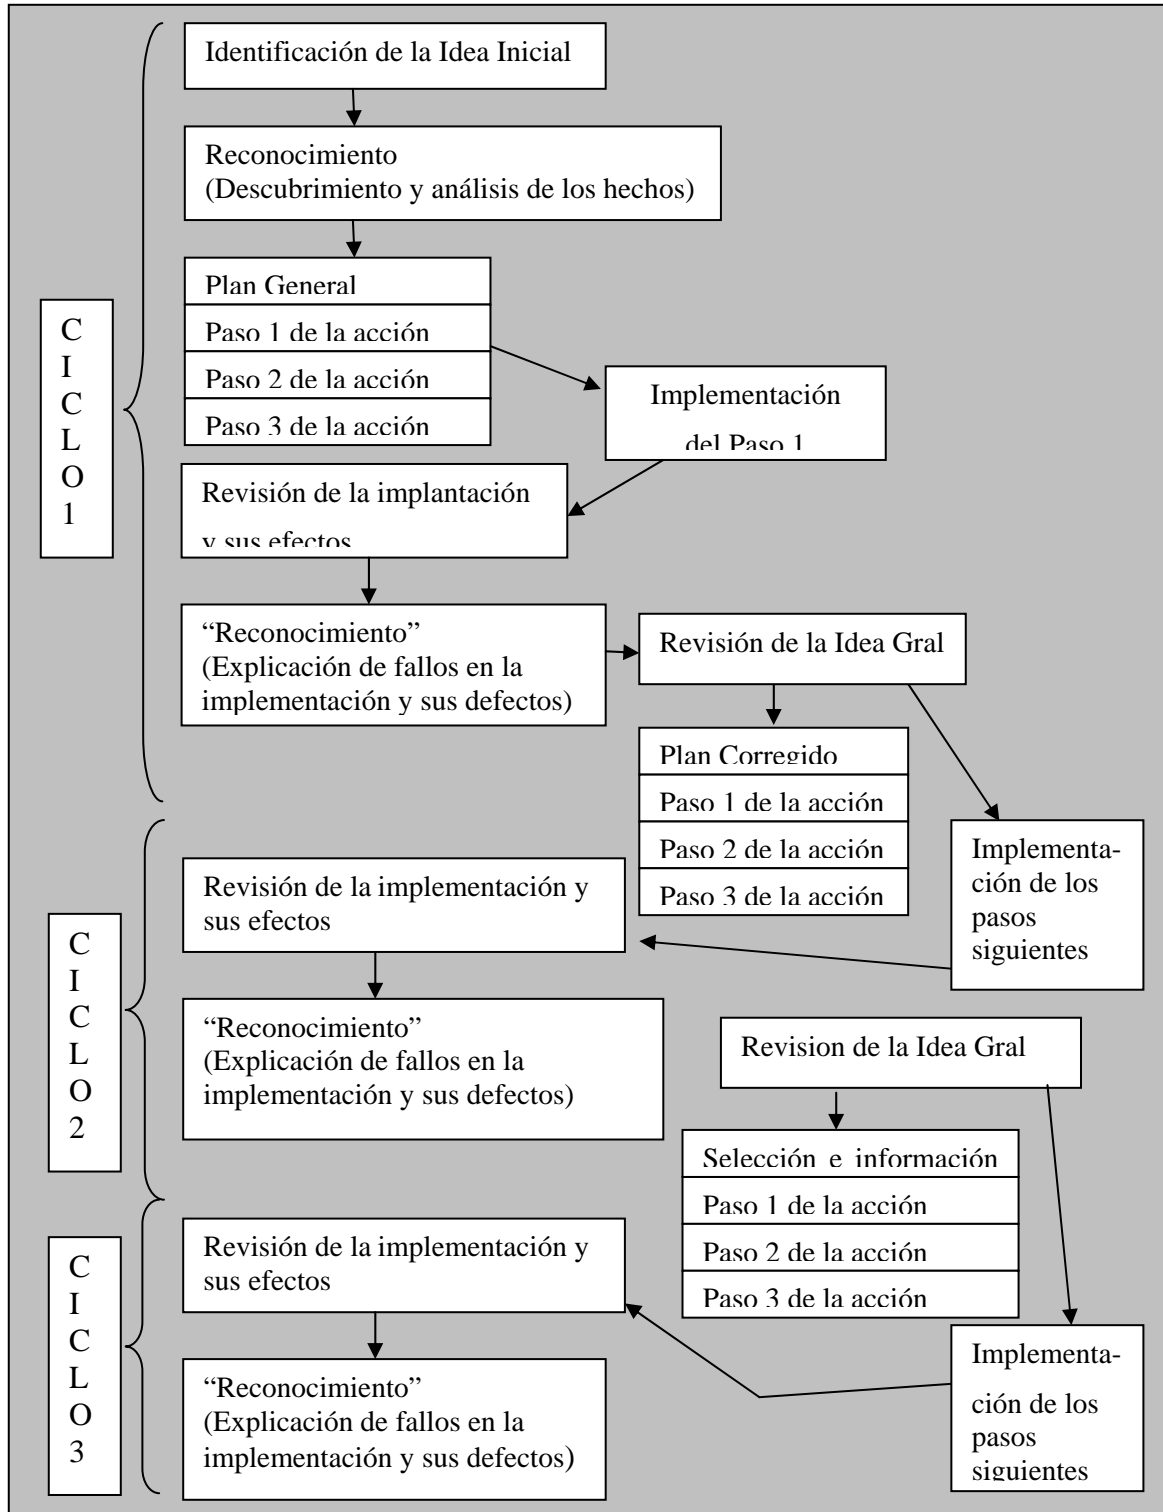 Identificación de la Idea Inicial
Reconocimiento
(Descubrimiento y análisis de los hechos)
Plan General
Paso 1 de la acción
Paso 2 de la acción
Paso 3 de la acción
Implementación
del Paso 1
Revisión de la implantación
y sus efectos
“Reconocimiento”
(Explicación de fallos en la
implementación y sus defectos)
C
I
C
L
O
1
Revisión de la Idea Gral
Plan Corregido
Paso 1 de la acción
Paso 2 de la acción
Paso 3 de la acción
Implementa-
ción de los
pasos
siguientes
Revisión de la implementación y
sus efectos
“Reconocimiento”
(Explicación de fallos en la
implementación y sus defectos)
C
I
C
L
O
2
Revision de la Idea Gral
Selección e información
Paso 1 de la acción
Paso 2 de la acción
Paso 3 de la acción
Implementa-
ción de los
pasos
siguientes
Revisión de la implementación y
sus efectos
“Reconocimiento”
(Explicación de fallos en la
implementación y sus defectos)
C
I
C
L
O
3